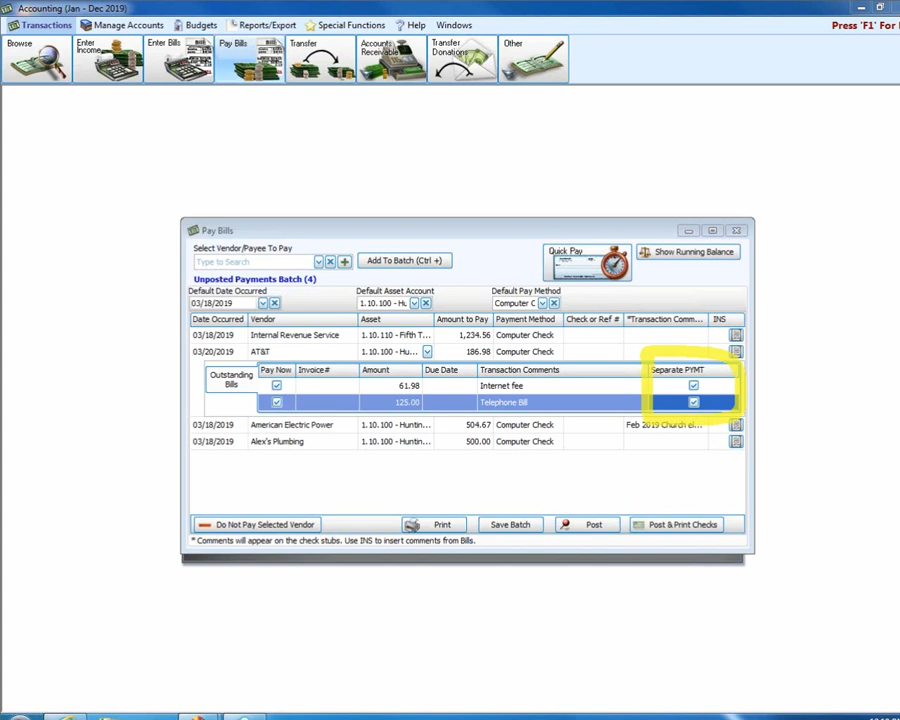 Accounting (Jan - Dec 2019)
Transactions Manage Accounts Budgets Reports/Export Special Functions Help Windows Press 'F1' For
Browse Enter Income Enter Bills Pay Bills Transfer Accounts Receivable Transfer Donations Other
Pay Bills
Select Vendor/Payee To Pay
Type to Search Add To Batch (Ctrl +) Quick Pay Show Running Balance
Unposted Payments Batch (4)
Default Date Occurred Default Asset Account Default Pay Method
03/18/2019 1.10.100 - Hu Computer C
Date Occurred Vendor Asset Amount to Pay Payment Method Check or Ref # *Transaction Comm... INS
03/18/2019 Internal Revenue Service 1.10.110 - Fifth T... 1,234.56 Computer Check
03/20/2019 AT&T 1.10.100 - Hu... 186.98 Computer Check
Outstanding Bills Pay Now Invoice# Amount Due Date Transaction Comments Separate PYMT
61.98 Internet fee
125.00 Telephone Bill
03/18/2019 American Electric Power 1.10.100 - Huntin... 504.67 Computer Check Feb 2019 Church el...
03/18/2019 Alex's Plumbing 1.10.100 - Huntin... 500.00 Computer Check
Do Not Pay Selected Vendor Print Save Batch Post Post & Print Checks
* Comments will appear on the check stubs. Use INS to insert comments from Bills.